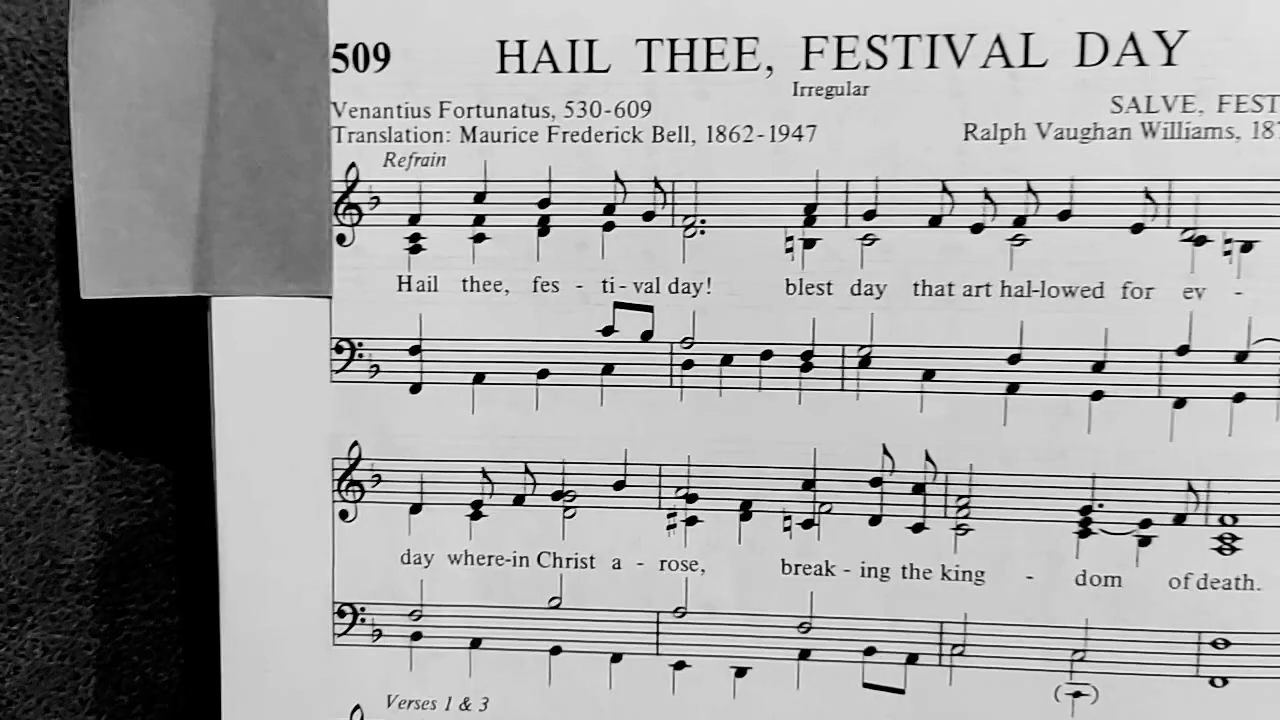 509 HAIL THEE, FESTIVAL DAY
Irregular
Venantius Fortunatus, 530-609 SALVE, FEST
Translation: Maurice Frederick Bell, 1862-1947 Ralph Vaughan Williams, 187
Refrain
Hail thee, fes - ti - val day! blest day that art hal-lowed for ev -
day where-in Christ a - rose, break - ing the king - dom of death.
Verses 1 & 3